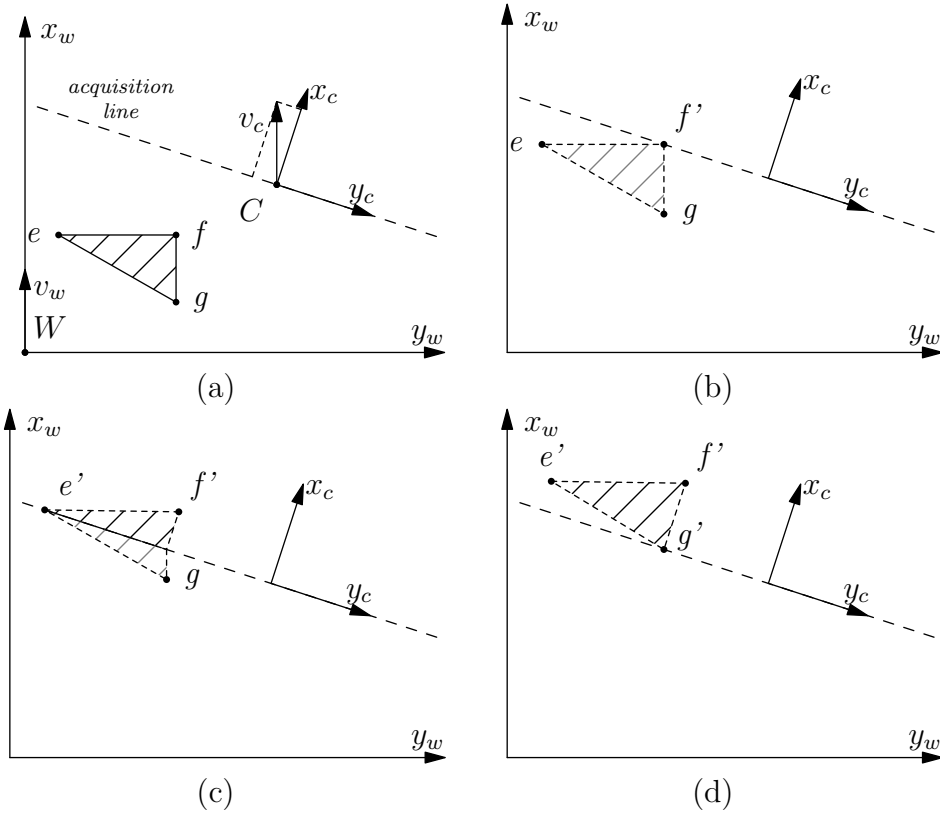 x_w
acquisition
line
x_c
v_c
y_c
C
e
f
g
v_w
W
y_w
(a)
x_w
f'
x_c
e
y_c
g
y_w
(b)
x_w
e'
f'
x_c
g
y_c
y_w
(c)
x_w
e'
f'
x_c
g'
y_c
y_w
(d)